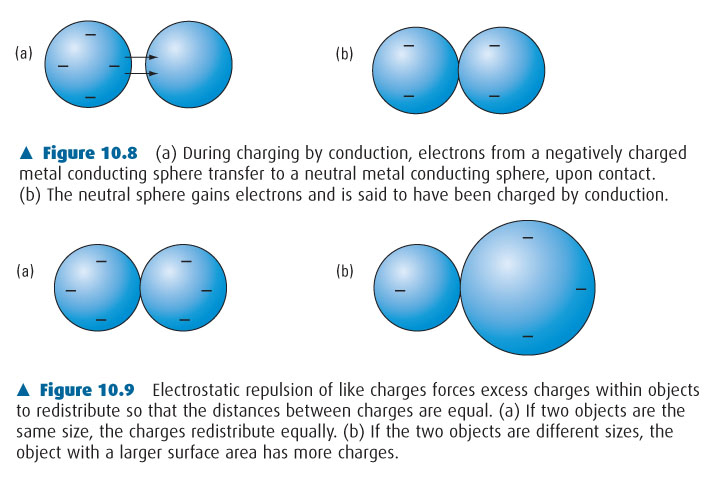 (a)
(b)
▲ Figure 10.8 (a) During charging by conduction, electrons from a negatively charged
metal conducting sphere transfer to a neutral metal conducting sphere, upon contact.
(b) The neutral sphere gains electrons and is said to have been charged by conduction.
(a)
(b)
▲ Figure 10.9 Electrostatic repulsion of like charges forces excess charges within objects
to redistribute so that the distances between charges are equal. (a) If two objects are the
same size, the charges redistribute equally. (b) If the two objects are different sizes, the
object with a larger surface area has more charges.